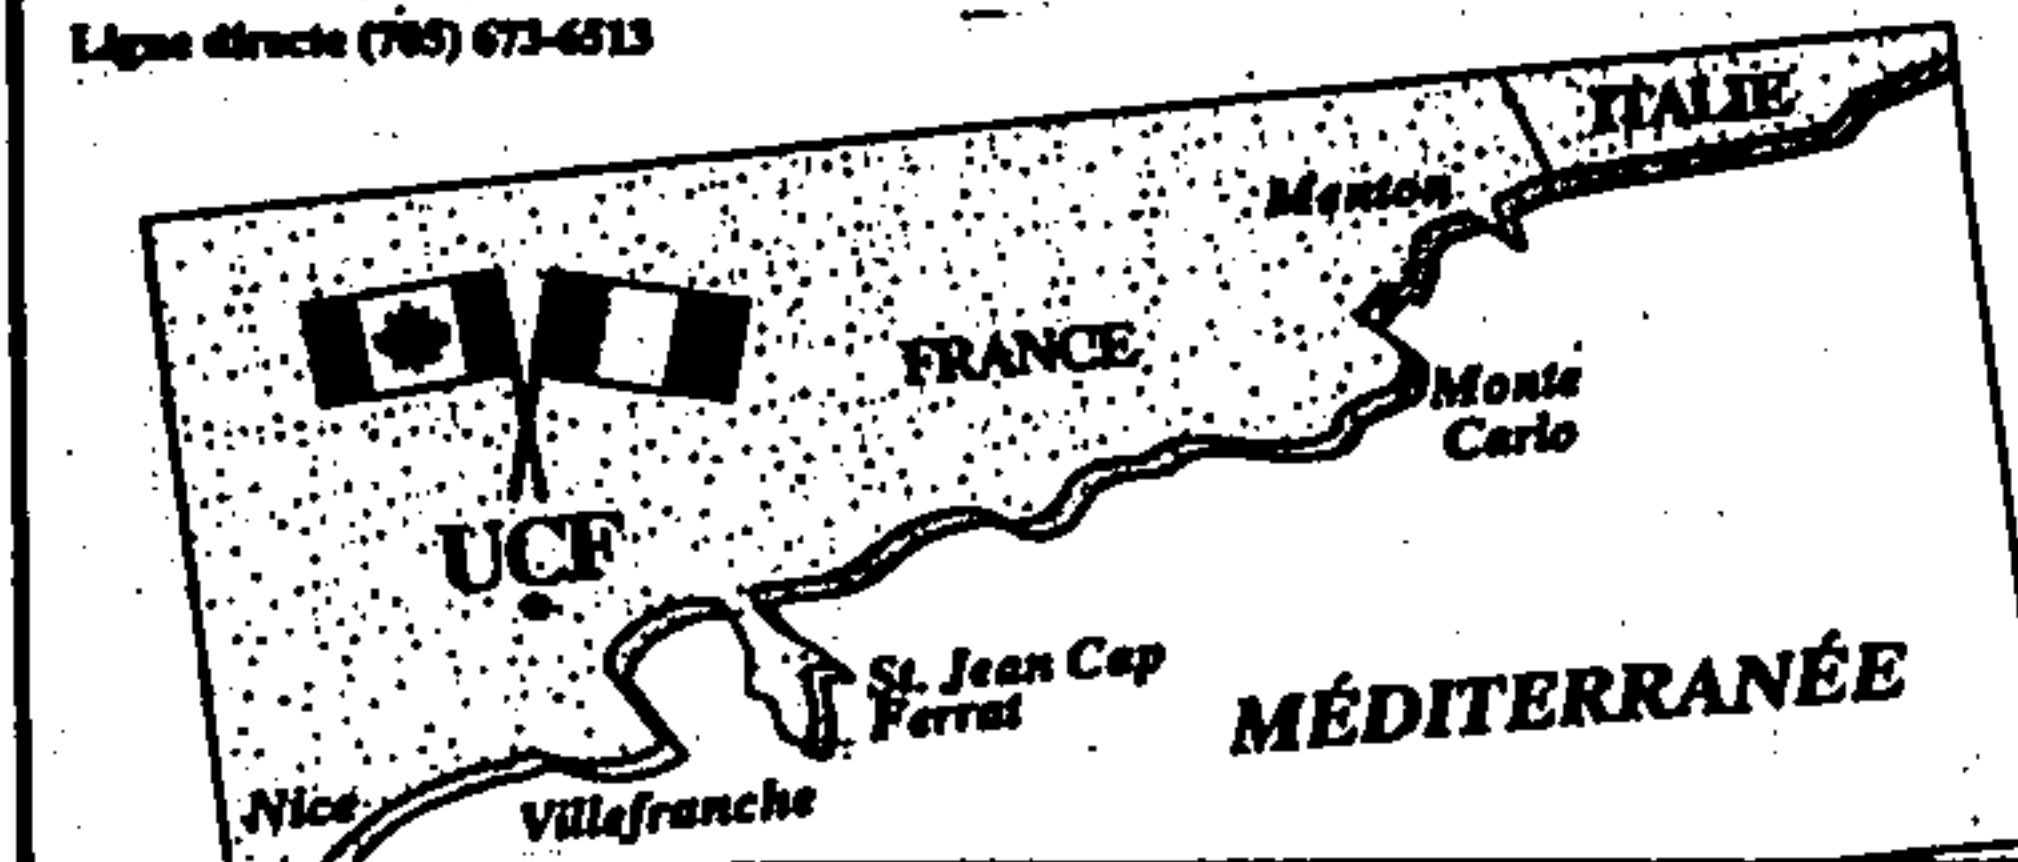 Ligne directe (705) 673-6513
ITALIE
Menton
FRANCE
Monte
Carlo
UCF
St. Jean Cap
Ferrat
MÉDITERRANÉE
Nice
Villefranche